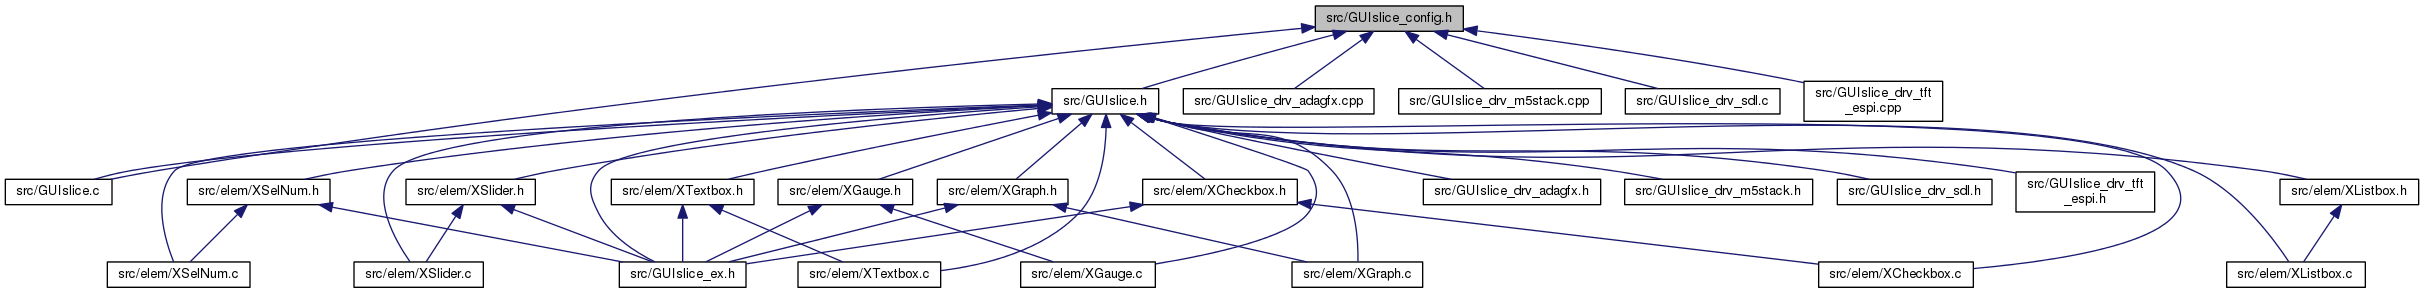 src/GUIslice_config.h
src/GUIslice.h
src/GUIslice_drv_adagfx.cpp
src/GUIslice_drv_m5stack.cpp
src/GUIslice_drv_sdl.c
src/GUIslice_drv_tft
_espi.cpp
src/GUIslice.c
src/elem/XSelNum.h
src/elem/XSlider.h
src/elem/XTextbox.h
src/elem/XGauge.h
src/elem/XGraph.h
src/elem/XCheckbox.h
src/GUIslice_drv_adagfx.h
src/GUIslice_drv_m5stack.h
src/GUIslice_drv_sdl.h
src/GUIslice_drv_tft
_espi.h
src/elem/XListbox.h
src/elem/XSelNum.c
src/elem/XSlider.c
src/GUIslice_ex.h
src/elem/XTextbox.c
src/elem/XGauge.c
src/elem/XGraph.c
src/elem/XCheckbox.c
src/elem/XListbox.c